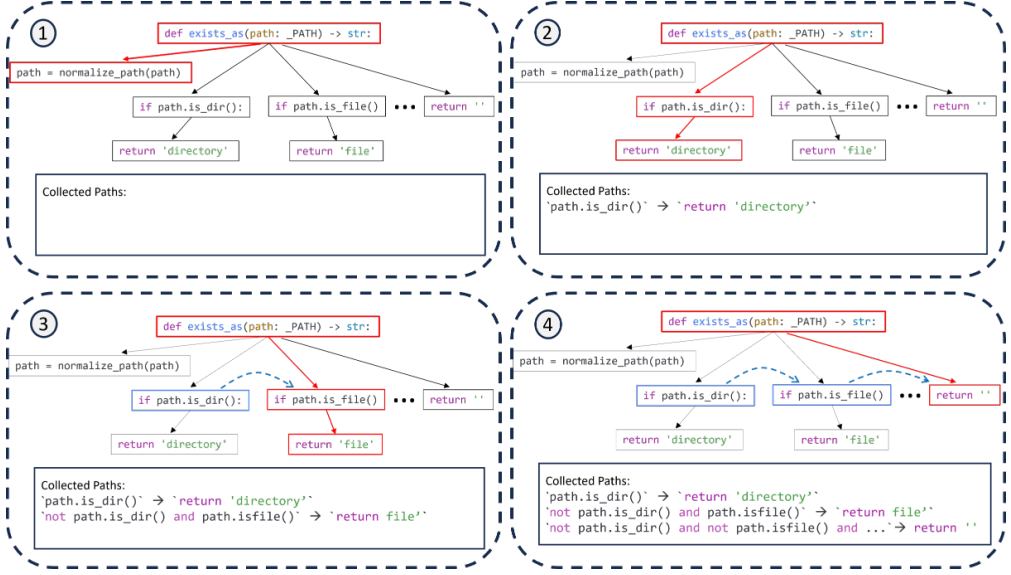 1
def exists_as(path: _PATH) -> str:
path = normalize_path(path)
if path.is_dir():
if path.is_file()
•••
return ''
return 'directory'
return 'file'
Collected Paths:
2
def exists_as(path: _PATH) -> str:
path = normalize_path(path)
if path.is_dir():
if path.is_file()
•••
return ''
return 'directory'
return 'file'
Collected Paths:
`path.is_dir()` → `return 'directory’`
3
def exists_as(path: _PATH) -> str:
path = normalize_path(path)
if path.is_dir():
if path.is_file()
•••
return ''
return 'directory'
return 'file'
Collected Paths:
`path.is_dir()` → `return 'directory’`
`not path.is_dir() and path.isfile()` → `return file’`
4
def exists_as(path: _PATH) -> str:
path = normalize_path(path)
if path.is_dir():
if path.is_file()
•••
return ''
return 'directory'
return 'file'
Collected Paths:
`path.is_dir()` → `return 'directory’`
`not path.is_dir() and path.isfile()` → `return file’`
`not path.is_dir() and not path.isfile() and ...`→ return ''